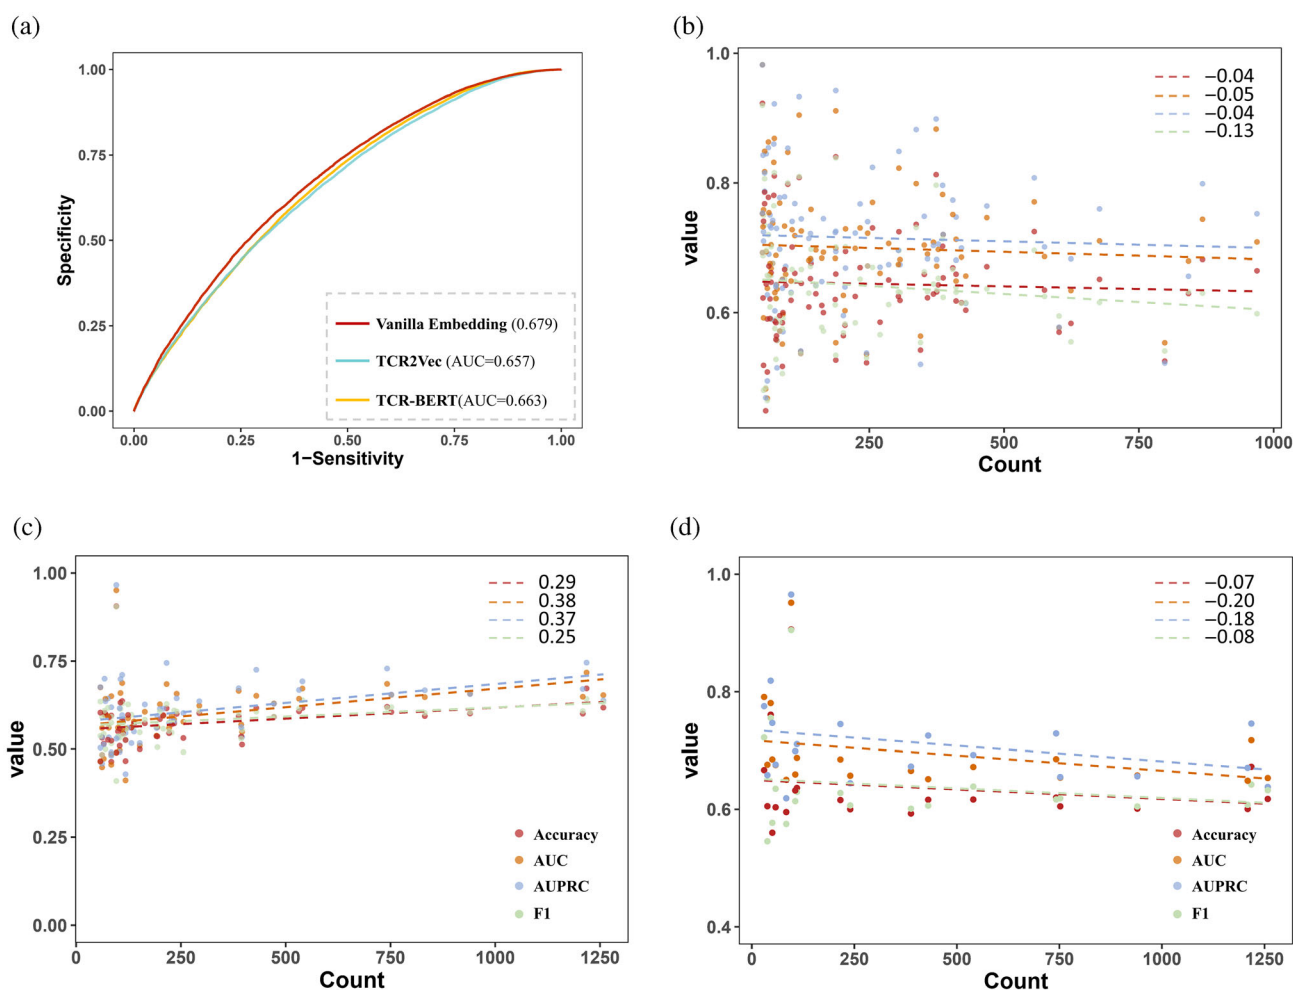 (a)
1.00
0.75
0.50
0.25
0.00
Specificity
Vanilla Embedding (0.679)
TCR2Vec (AUC=0.657)
TCR-BERT(AUC=0.663)
0.00 0.25 0.50 0.75 1.00
1−Sensitivity
(b)
1.0
0.8
0.6
value
−0.04
−0.05
−0.04
−0.13
250 500 750 1000
Count
(c)
1.00
0.75
0.50
0.25
0.00
value
0.29
0.38
0.37
0.25
Accuracy
AUC
AUPRC
F1
0 250 500 750 1000 1250
Count
(d)
1.0
0.8
0.6
0.4
value
−0.07
−0.20
−0.18
−0.08
Accuracy
AUC
AUPRC
F1
0 250 500 750 1000 1250
Count